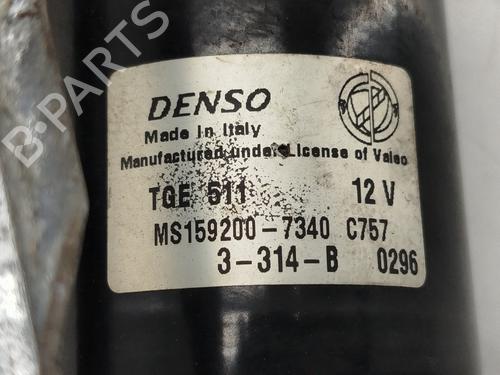 B-PARTS
DENSO
Made in Italy
Manufactured under License of Valeo
TGE 511 12 V
MS159200-7340 C757
3-314-B 0296